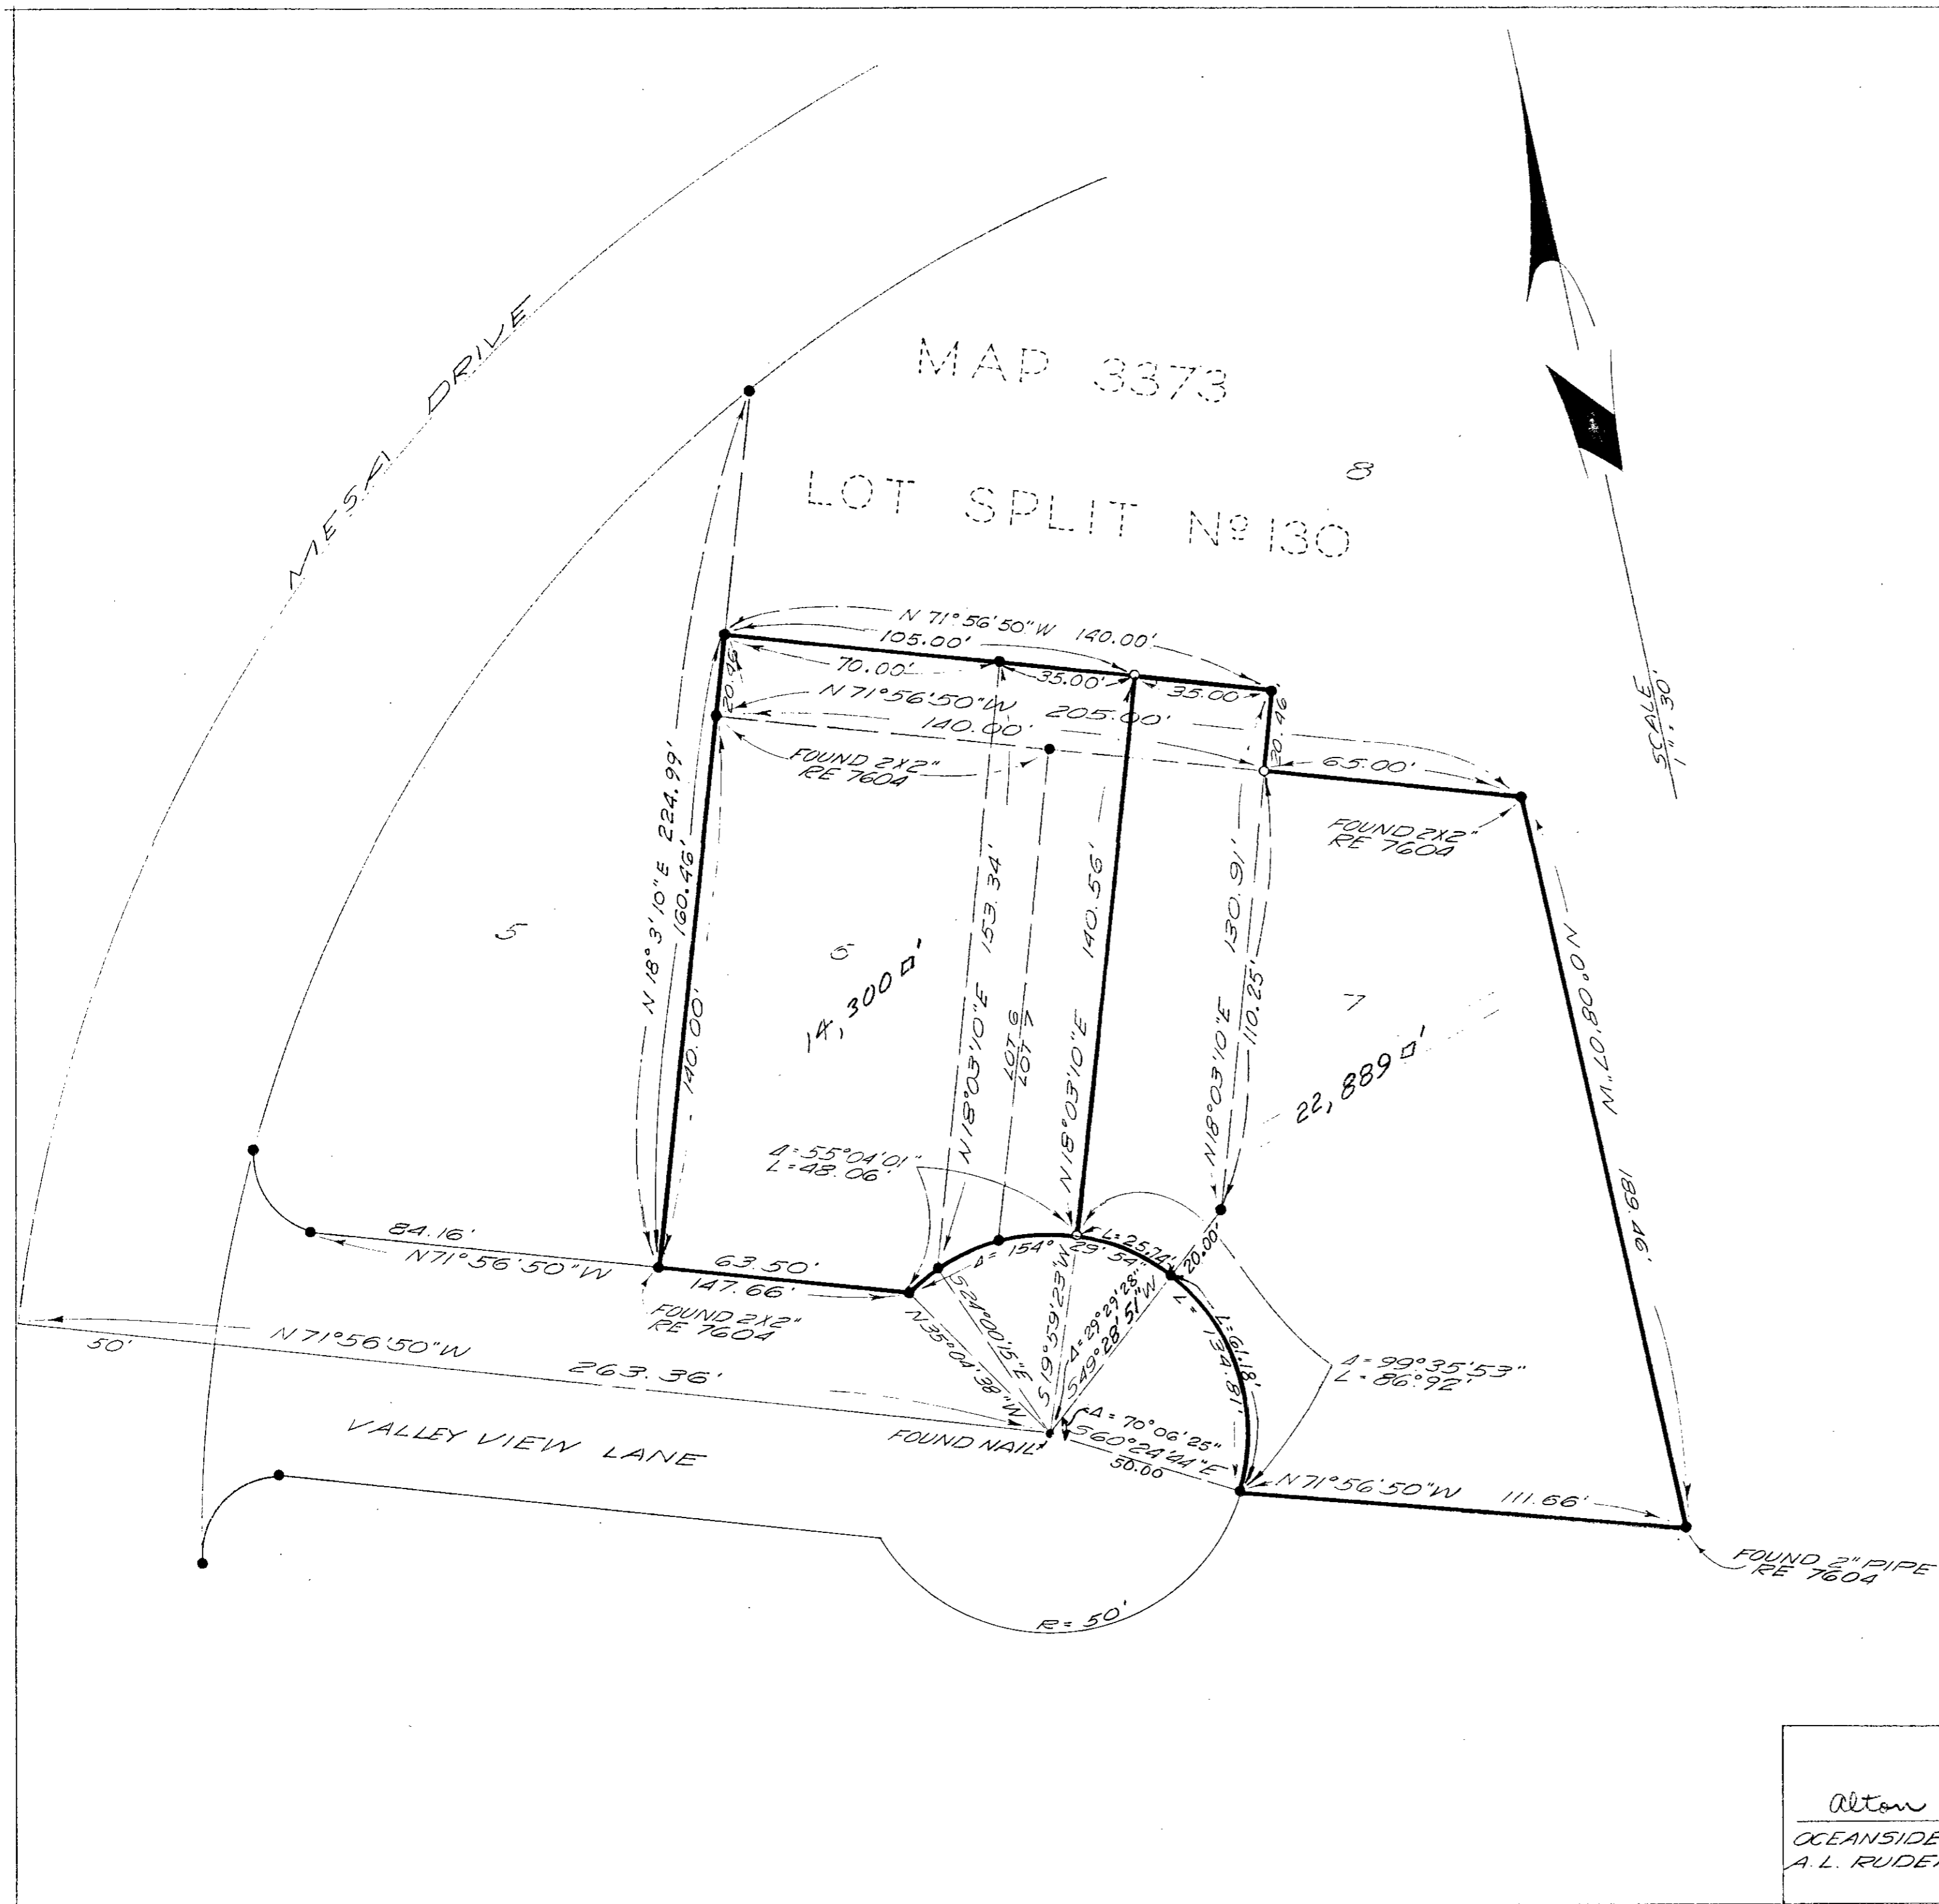 MESA DRIVE
MAP 3373
LOT SPLIT Nº 130
8
SCALE
1" : 30'
N 71°56'50"W 140.00'
105.00'
70.00'
35.00'
35.00
20.46'
N 71°56'50"W 205.00'
140.00'
20.46'
65.00'
FOUND 2X2"
RE 7604
FOUND 2X2"
RE 7604
N 18°3'10"E 224.99'
160.46'
140.00'
5
5
14,300 □'
N18°03'10"E 153.34'
LOT 6
LOT 7
N18°03'10"E 140.56'
N18°03'10"E 130.91'
110.25'
7
22,889 □'
N0°08'07"W 189.46'
Δ=55°04'01"
L=48.06'
84.16'
N71°56'50"W
63.50'
147.66'
FOUND 2X2"
RE 7604
Δ= 154° 29' 54"
L=25.74'
20.00'
L= 134.81'
L=61.18'
S24°00'15"E
N35°04'38"W
S19°59'23"W
Δ=29°29'28"
S49°28'51"W
Δ=99°35'53"
L=86°92'
Δ= 70°06'25"
S60°24'44"E
50.00
FOUND NAIL
N71°56'50"W 111.66'
FOUND 2" PIPE
RE 7604
50'
N71°56'50"W
263.36'
VALLEY VIEW LANE
R= 50'
Alton
OCEANSIDE
A.L. RUDE